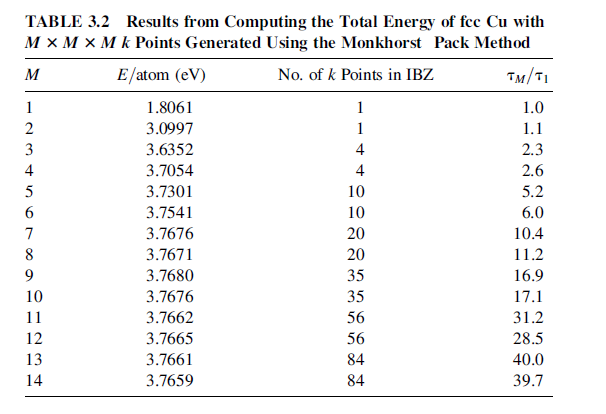 TABLE 3.2 Results from Computing the Total Energy of fcc Cu with
M × M × M k Points Generated Using the Monkhorst Pack Method
M E/atom (eV) No. of k Points in IBZ τM/τ1
1 1.8061 1 1.0
2 3.0997 1 1.1
3 3.6352 4 2.3
4 3.7054 4 2.6
5 3.7301 10 5.2
6 3.7541 10 6.0
7 3.7676 20 10.4
8 3.7671 20 11.2
9 3.7680 35 16.9
10 3.7676 35 17.1
11 3.7662 56 31.2
12 3.7665 56 28.5
13 3.7661 84 40.0
14 3.7659 84 39.7